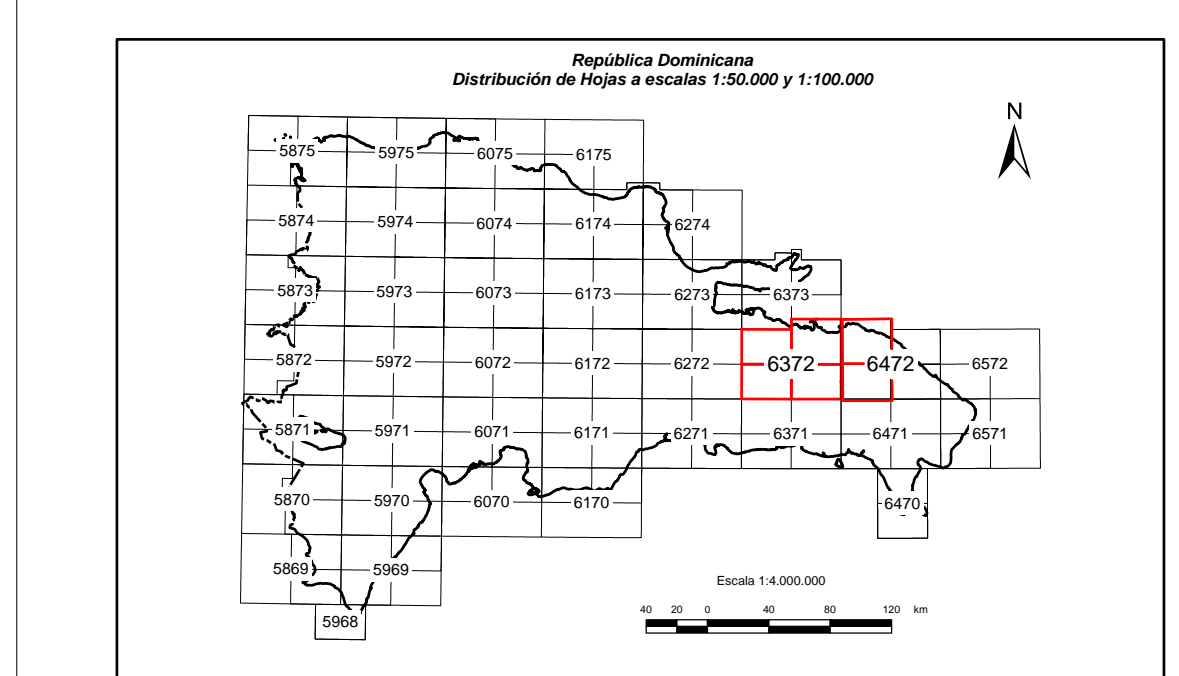 República Dominicana
Distribución de Hojas a escalas 1:50.000 y 1:100.000
N
5875 5975 6075 6175
5874 5974 6074 6174 6274
5873 5973 6073 6173 6273 6373
5872 5972 6072 6172 6272 6372 6472 6572
5871 5971 6071 6171 6271 6371 6471 6571
5870 5970 6070 6170 6470
5869 5969
Escala 1:4.000.000
40 20 0 40 80 120 km
5968